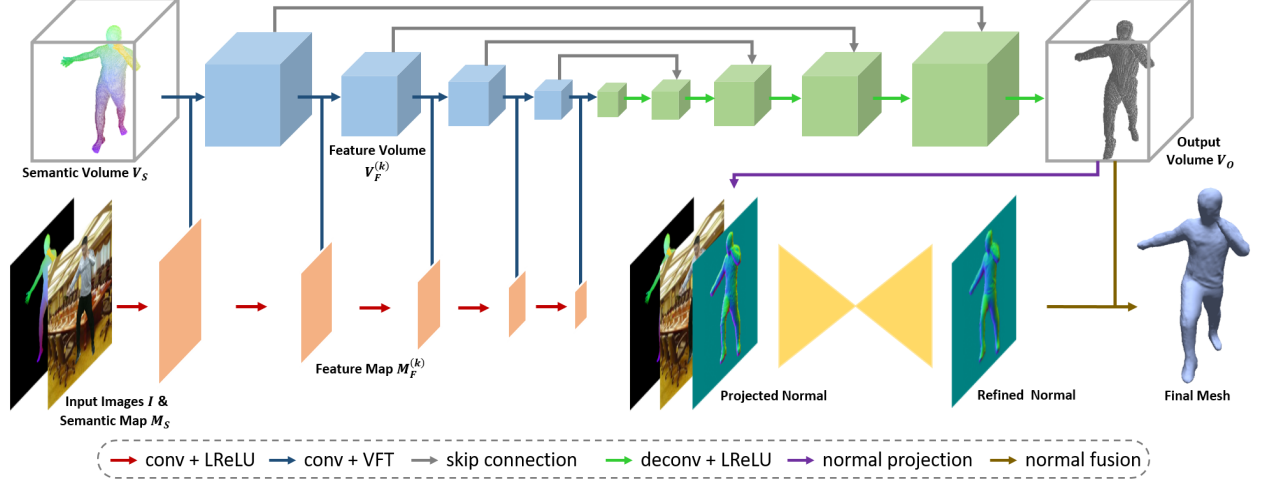 Semantic Volume V_S
Feature Volume
V_F^(k)
Output
Volume V_O
Input Images I &
Semantic Map M_S
Feature Map M_F^(k)
Projected Normal
Refined Normal
Final Mesh
conv + LReLU
conv + VFT
skip connection
deconv + LReLU
normal projection
normal fusion